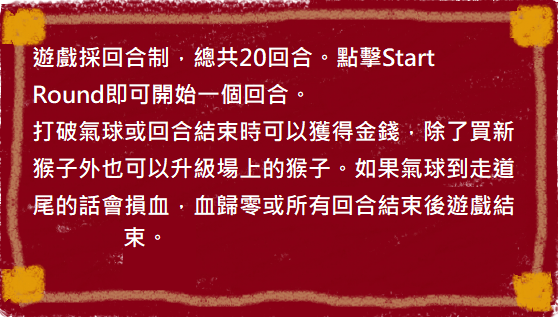 遊戲採回合制，總共20回合。點擊Start
Round即可開始一個回合。
打破氣球或回合結束時可以獲得金錢，除了買新
猴子外也可以升級場上的猴子。如果氣球到走道
尾的話會損血，血歸零或所有回合結束後遊戲結
束。